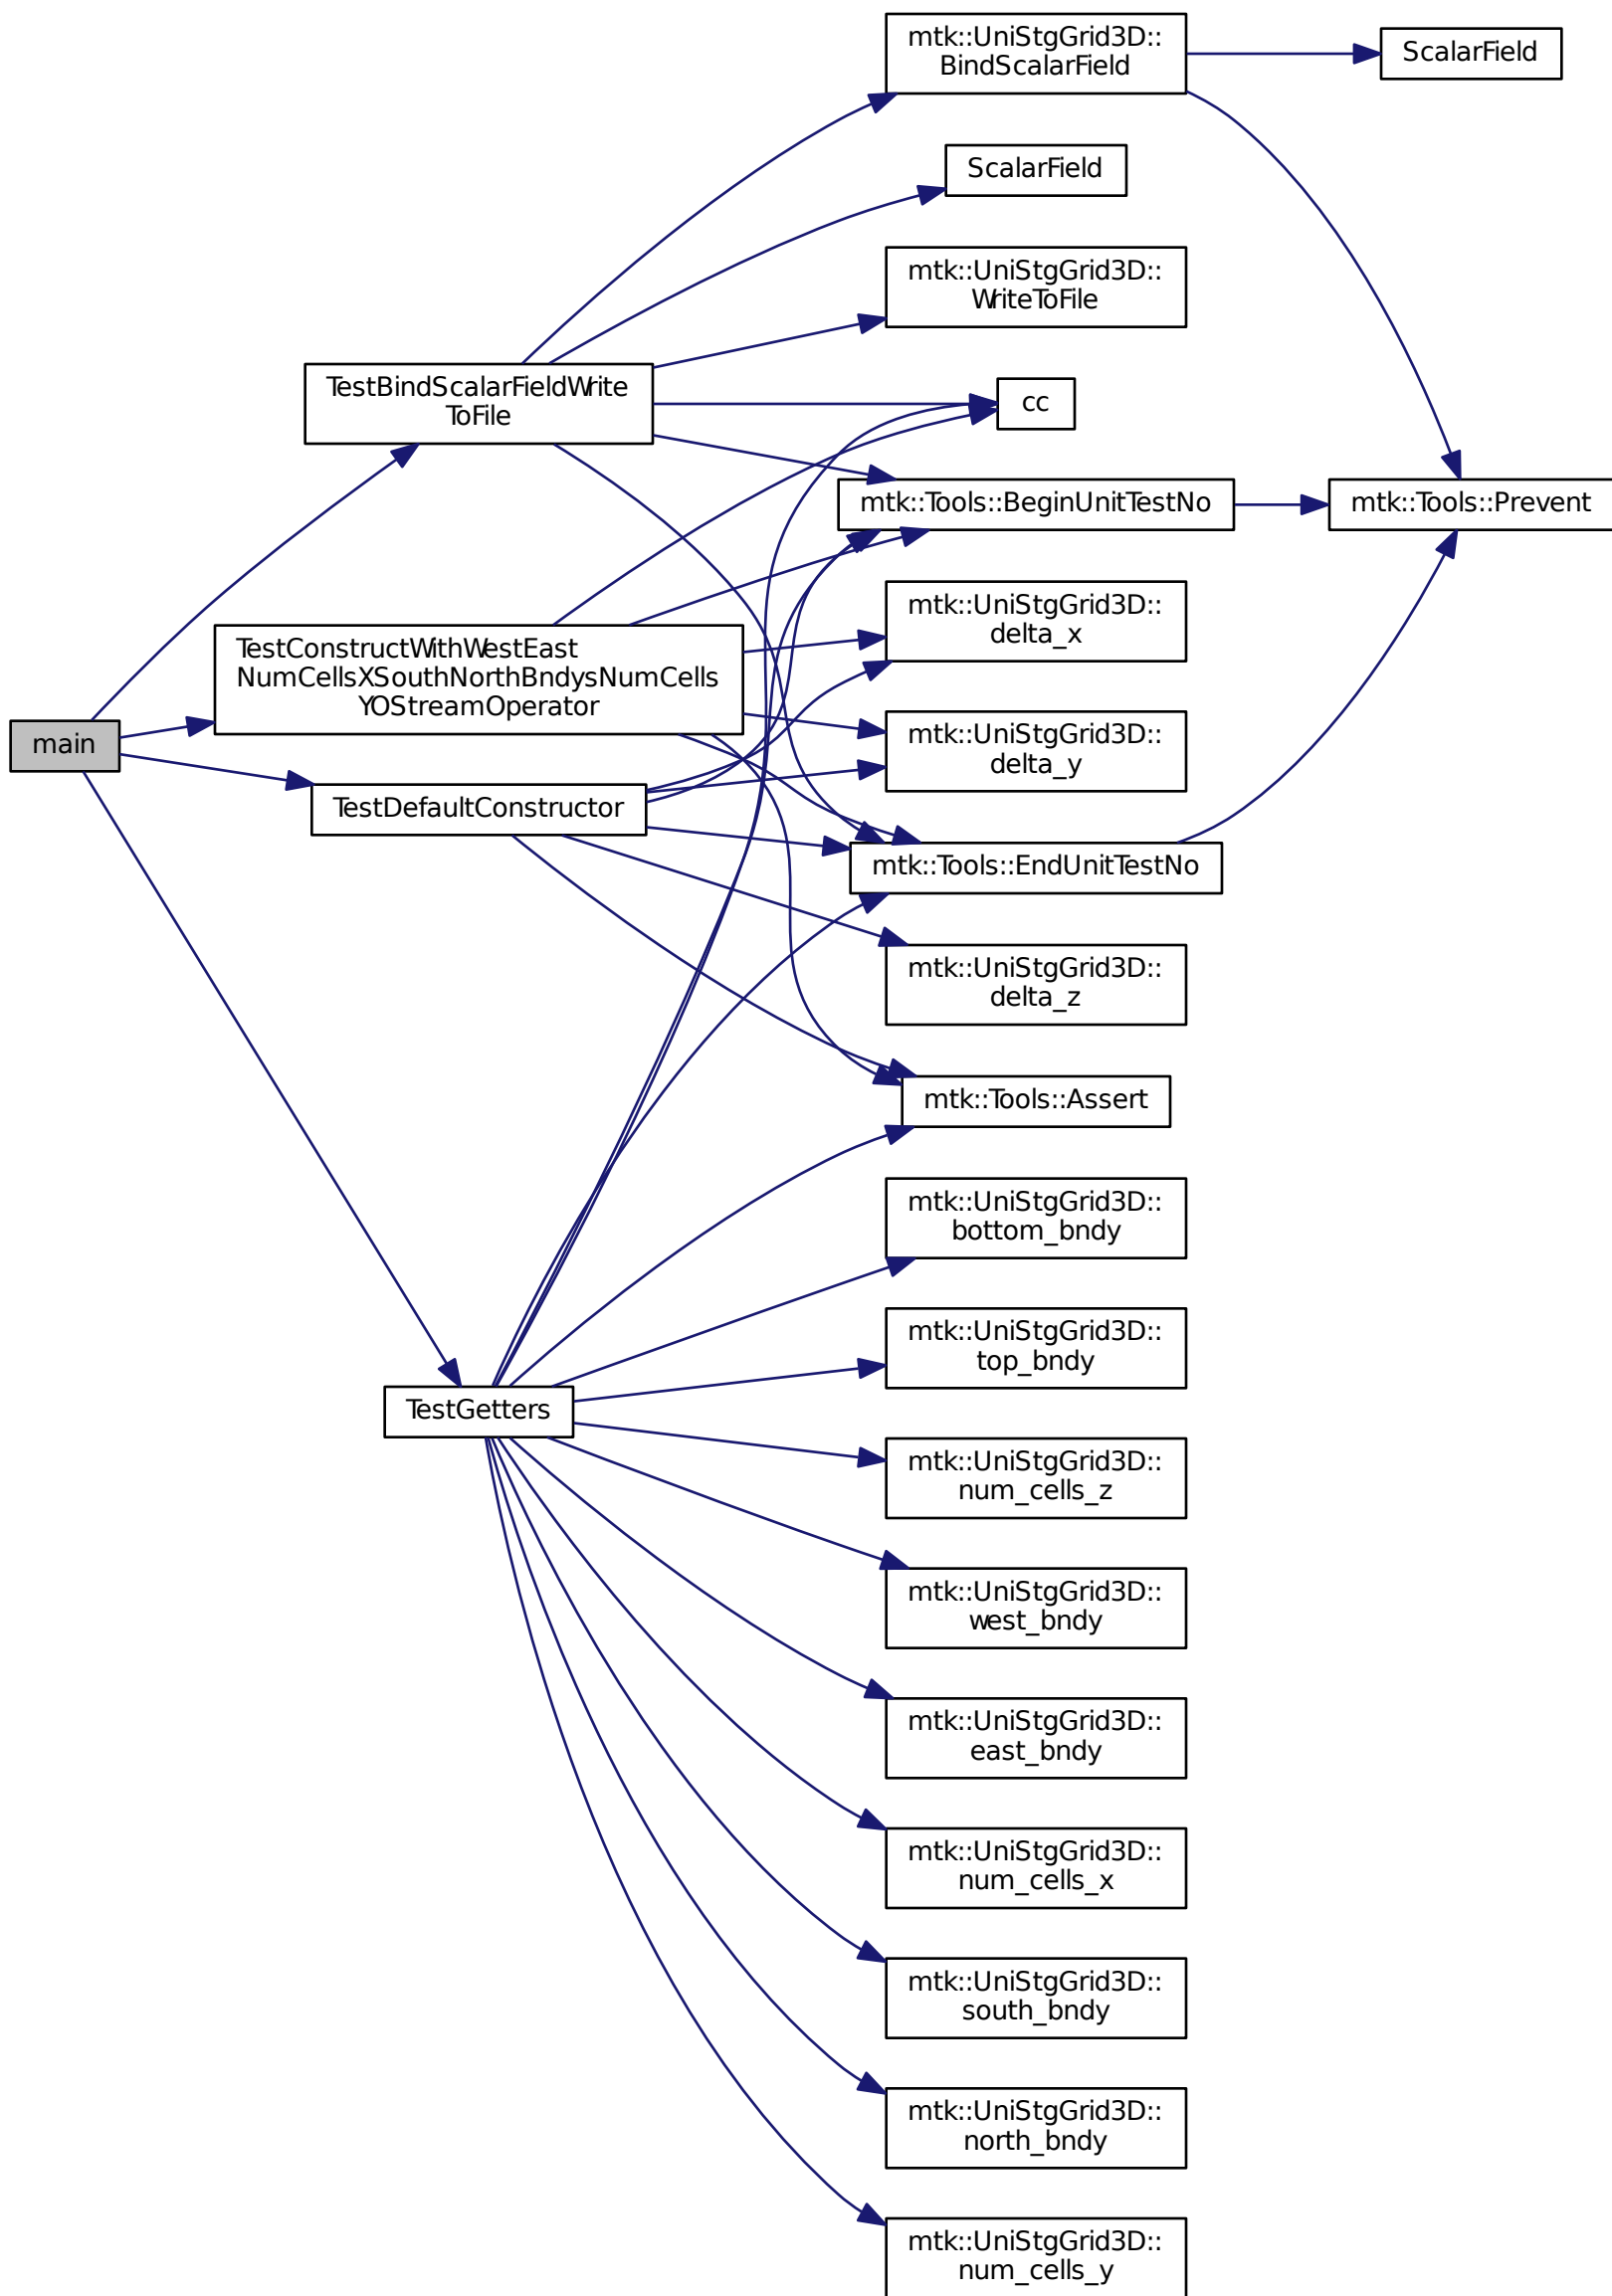 mtk::UniStgGrid3D::
BindScalarField
ScalarField
ScalarField
mtk::UniStgGrid3D::
WriteToFile
TestBindScalarFieldWrite
ToFile
cc
mtk::Tools::BeginUnitTestNo
mtk::Tools::Prevent
mtk::UniStgGrid3D::
delta_x
TestConstructWithWestEast
NumCellsXSouthNorthBndysNumCells
YOStreamOperator
main
mtk::UniStgGrid3D::
delta_y
TestDefaultConstructor
mtk::Tools::EndUnitTestNo
mtk::UniStgGrid3D::
delta_z
mtk::Tools::Assert
mtk::UniStgGrid3D::
bottom_bndy
mtk::UniStgGrid3D::
top_bndy
TestGetters
mtk::UniStgGrid3D::
num_cells_z
mtk::UniStgGrid3D::
west_bndy
mtk::UniStgGrid3D::
east_bndy
mtk::UniStgGrid3D::
num_cells_x
mtk::UniStgGrid3D::
south_bndy
mtk::UniStgGrid3D::
north_bndy
mtk::UniStgGrid3D::
num_cells_y